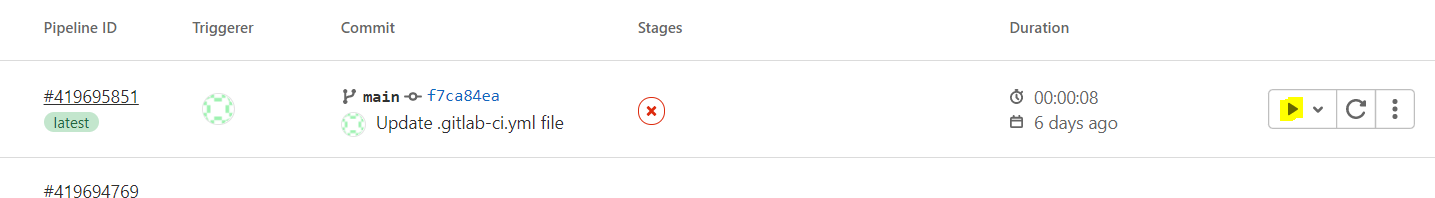 Pipeline ID Triggerer Commit Stages Duration
#419695851 main f7ca84ea 00:00:08
latest Update .gitlab-ci.yml file 6 days ago
#419694769